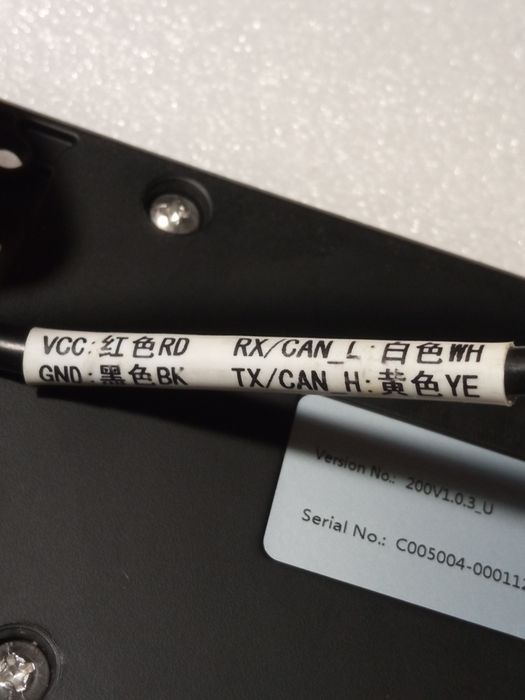 VCC:红色RD RX/CAN_L:白色WH
GND:黑色BK TX/CAN_H:黄色YE
Version No.: 200V1.0.3_U
Serial No.: C005004-000112